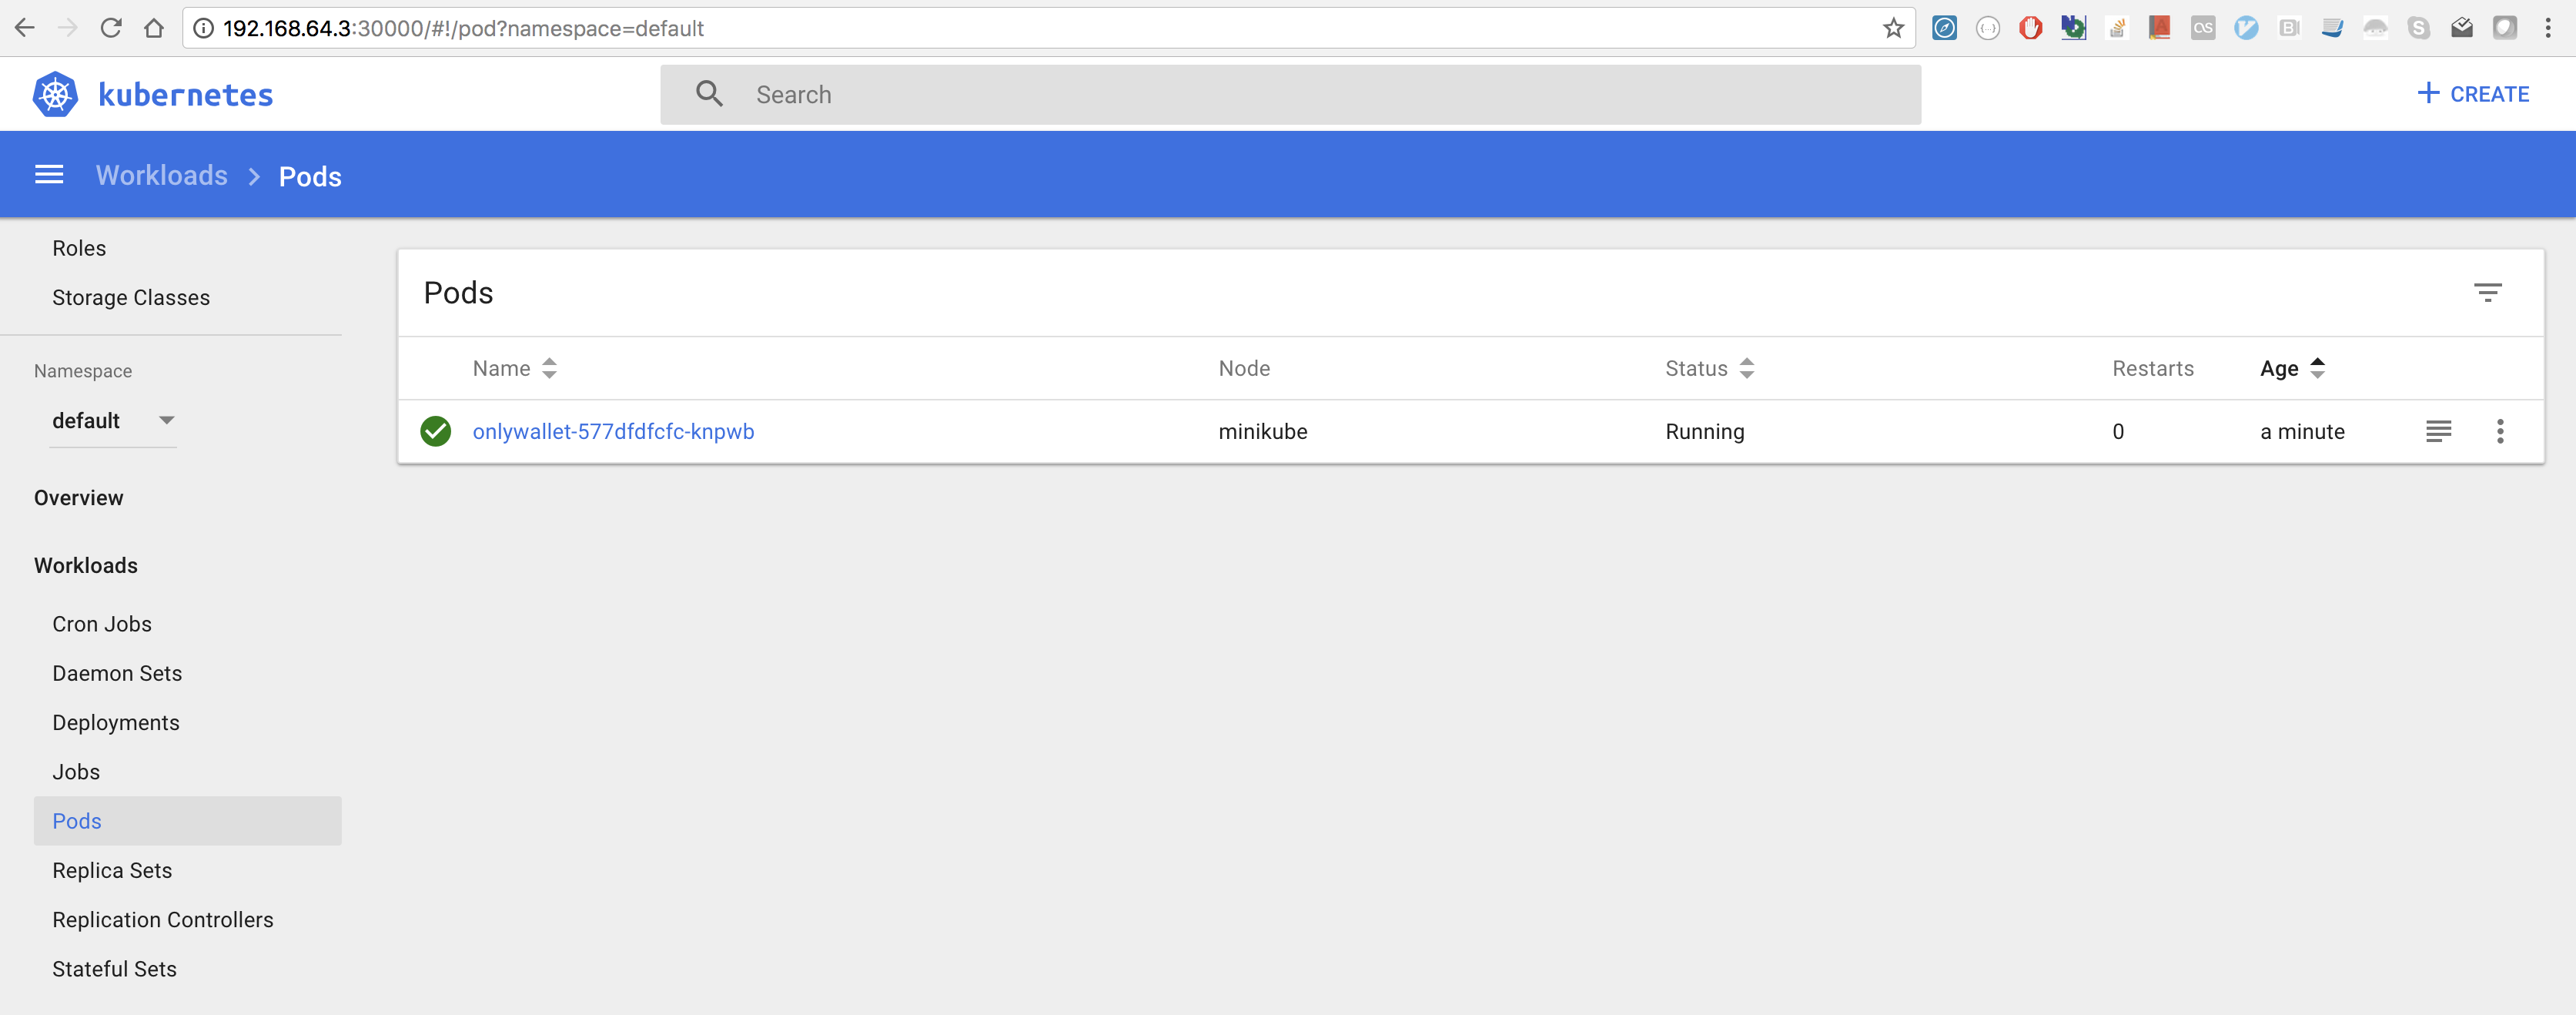 192.168.64.3:30000/#!/pod?namespace=default
kubernetes
Search
CREATE
Workloads > Pods
Roles
Storage Classes
Namespace
default
Overview
Workloads
Cron Jobs
Daemon Sets
Deployments
Jobs
Pods
Replica Sets
Replication Controllers
Stateful Sets
Pods
Name Node Status Restarts Age
onlywallet-577dfdfcfc-knpwb minikube Running 0 a minute